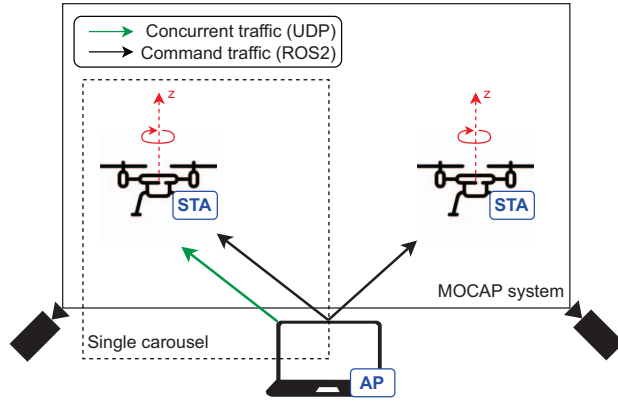 Concurrent traffic (UDP)
Command traffic (ROS2)
z
z
STA
STA
MOCAP system
Single carousel
AP